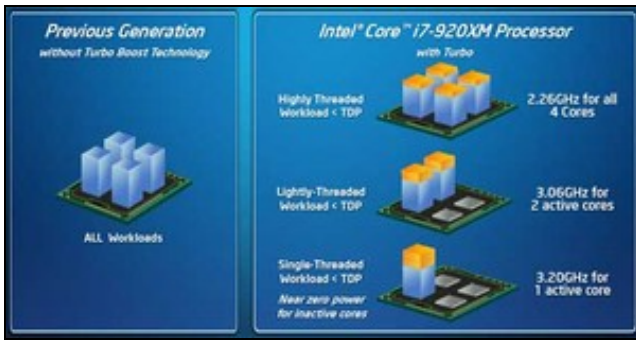 Previous Generation
without Turbo Boost Technology
ALL Workloads
Intel® Core™ i7-920XM Processor
with Turbo
Highly Threaded
Workload < TDP
2.26GHz for all
4 Cores
Lightly-Threaded
Workload < TDP
3.06GHz for
2 active cores
Single-Threaded
Workload < TDP
Near zero power
for inactive cores
3.20GHz for
1 active core